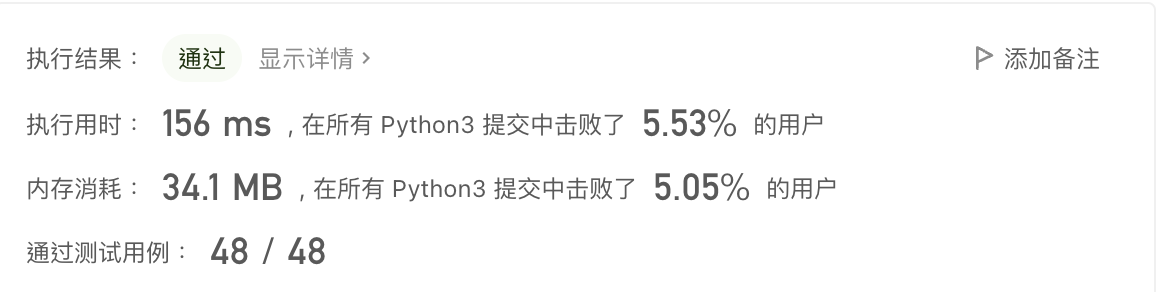 执行结果： 通过 显示详情 > 添加备注
执行用时： 156 ms , 在所有 Python3 提交中击败了 5.53% 的用户
内存消耗： 34.1 MB , 在所有 Python3 提交中击败了 5.05% 的用户
通过测试用例： 48 / 48